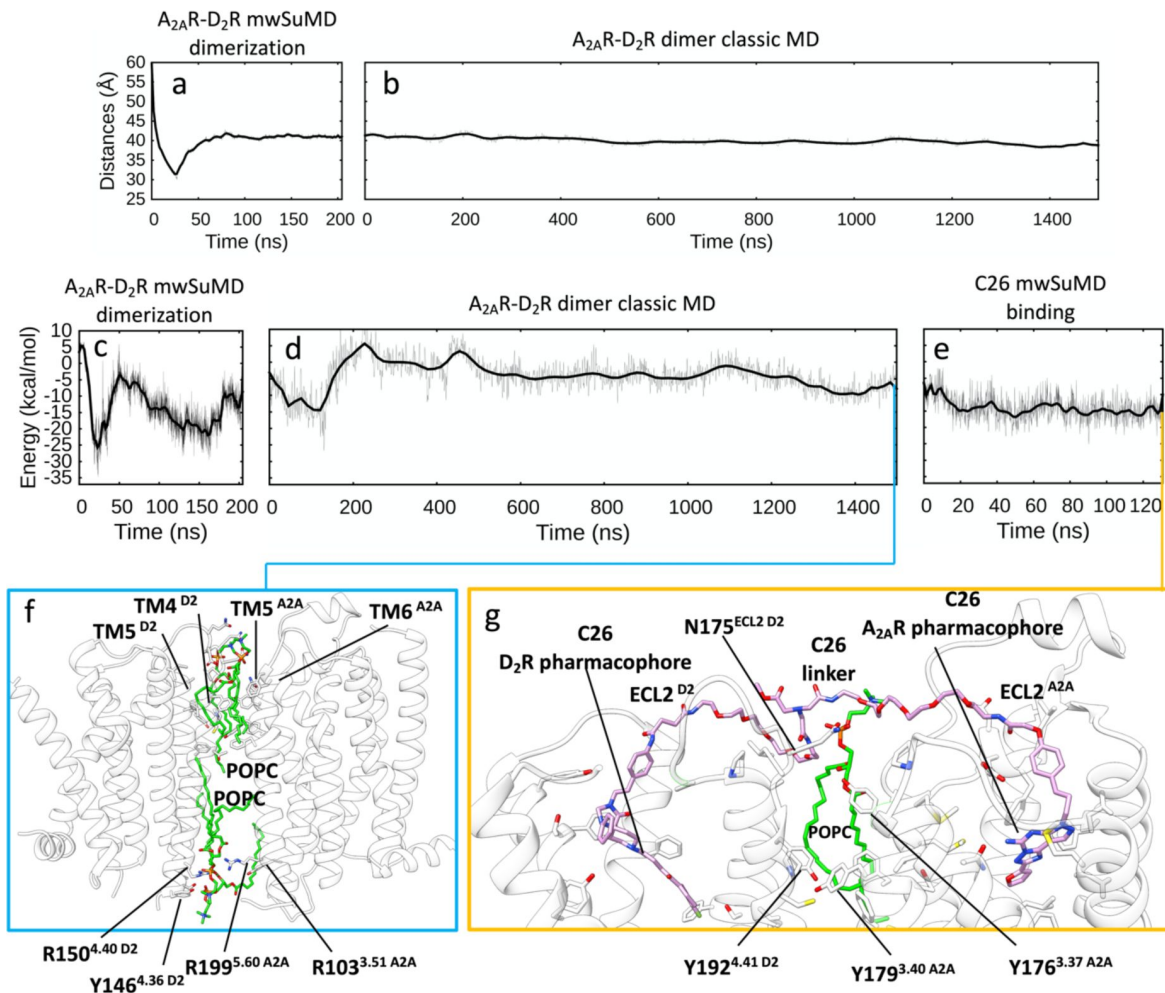 A2AR-D2R mwSuMD
dimerization
A2AR-D2R dimer classic MD
a
b
Distances (Å)
60
55
50
45
40
35
30
25
0 50 100 150 200
0 200 400 600 800 1000 1200 1400
Time (ns)
Time (ns)
A2AR-D2R mwSuMD
dimerization
A2AR-D2R dimer classic MD
C26 mwSuMD
binding
c
d
e
Energy (kcal/mol)
10
5
0
-5
-10
-15
-20
-25
-30
-35
0 50 100 150 200
0 200 400 600 800 1000 1200 1400
0 20 40 60 80 100 120
Time (ns)
Time (ns)
Time (ns)
f
TM4 D2
TM5 A2A
TM5 D2
TM6 A2A
POPC
POPC
R150 4.40 D2
Y146 4.36 D2
R199 5.60 A2A
R103 3.51 A2A
g
C26
D2R pharmacophore
ECL2 D2
N175 ECL2 D2
C26
linker
C26
A2AR pharmacophore
ECL2 A2A
POPC
Y192 4.41 D2
Y179 3.40 A2A
Y176 3.37 A2A